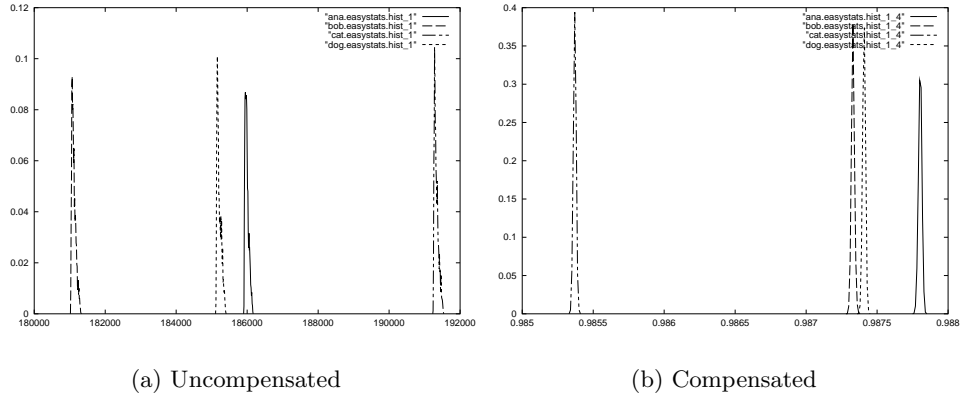 0.12
0.1
0.08
0.06
0.04
0.02
0
180000 182000 184000 186000 188000 190000 192000
"ana.easystats.hist_1"
"bob.easystats.hist_1"
"cat.easystats.hist_1"
"dog.easystats.hist_1"
(a) Uncompensated
0.4
0.35
0.3
0.25
0.2
0.15
0.1
0.05
0
0.985 0.9855 0.986 0.9865 0.987 0.9875 0.988
"ana.easystats.hist_1_4"
"bob.easystats.hist_1_4"
"cat.easystats.hist_1_4"
"dog.easystats.hist_1_4"
(b) Compensated